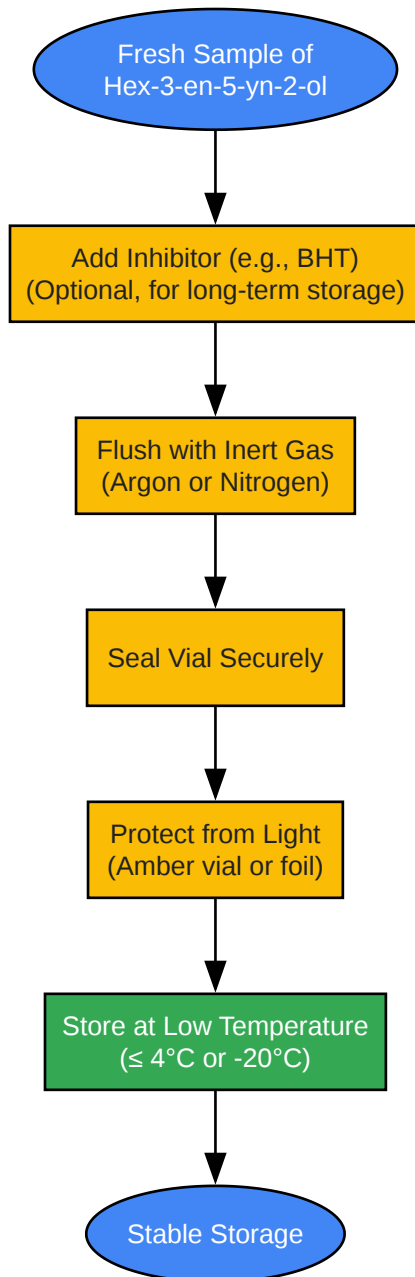 Fresh Sample of
Hex-3-en-5-yn-2-ol
Add Inhibitor (e.g., BHT)
(Optional, for long-term storage)
Flush with Inert Gas
(Argon or Nitrogen)
Seal Vial Securely
Protect from Light
(Amber vial or foil)
Store at Low Temperature
(≤ 4°C or -20°C)
Stable Storage